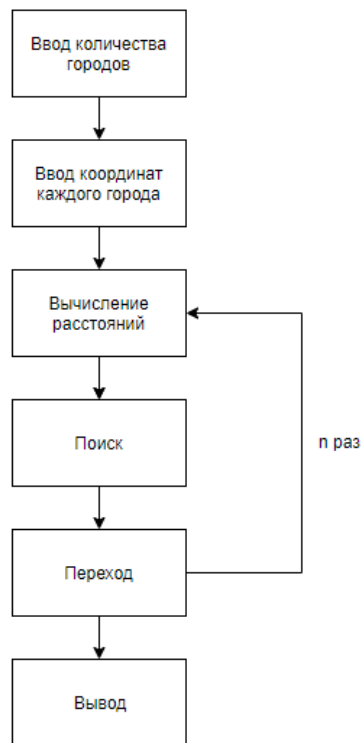 Ввод количества
городов
Ввод координат
каждого города
Вычисление
расстояний
Поиск
n раз
Переход
Вывод